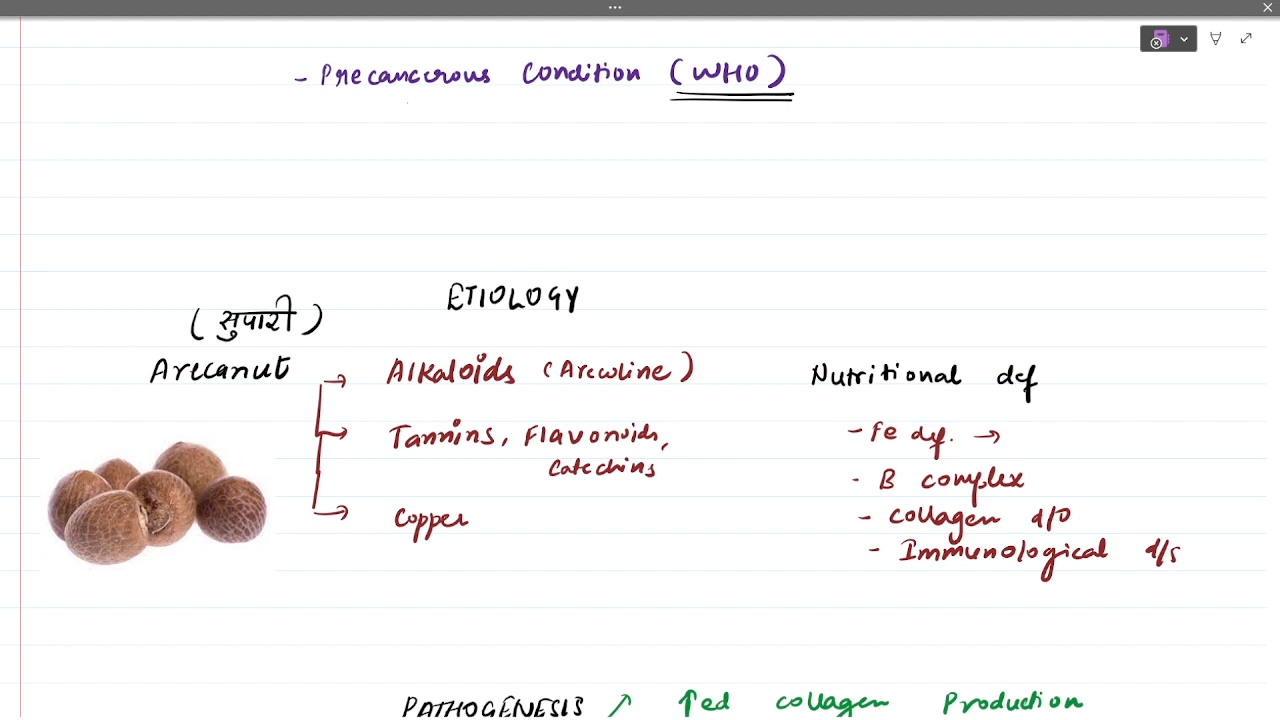 - Precancerous Condition (WHO)
ETIOLOGY
(सुपारी)
Arecanut
Alkaloids (Arecoline)
Tannins, Flavonoids,
Catechins
Copper
Nutritional def
- Fe def. →
- B complex
- Collagen d/o
- Immunological d/s
PATHOGENESIS ↑ed collagen Production